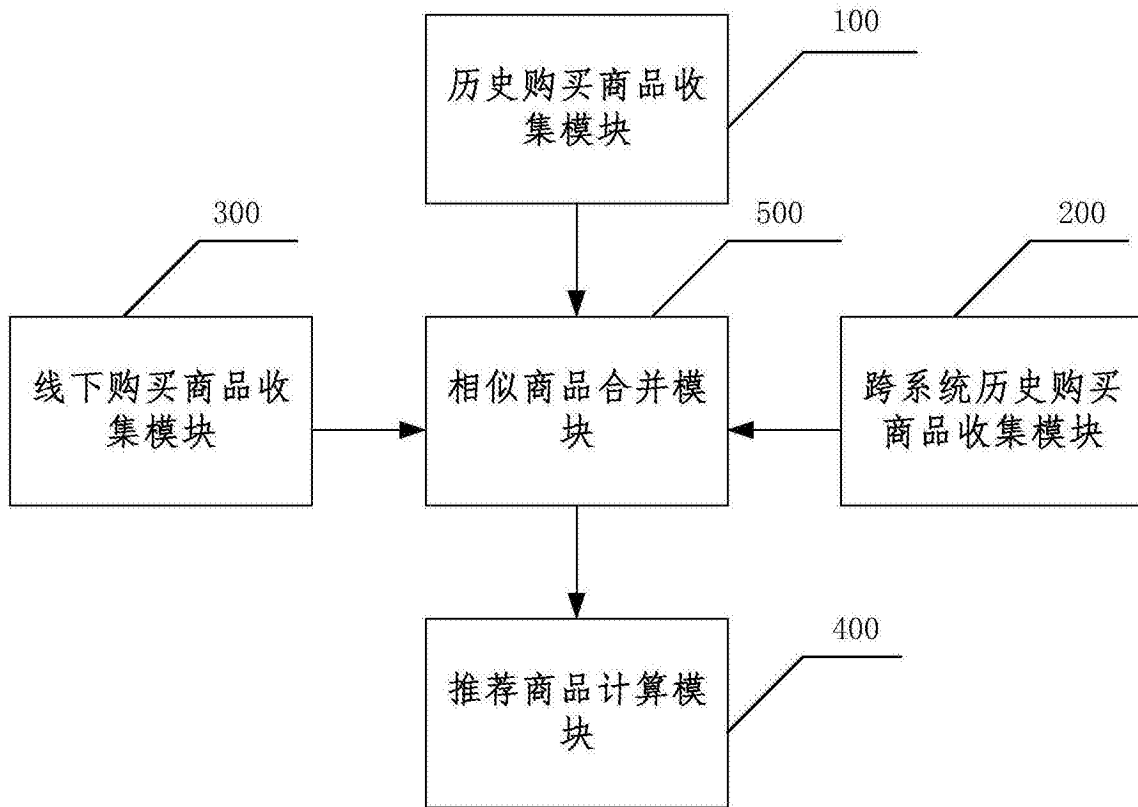 100
历史购买商品收
集模块
300
500
200
线下购买商品收
集模块
相似商品合并模
块
跨系统历史购买
商品收集模块
400
推荐商品计算模
块